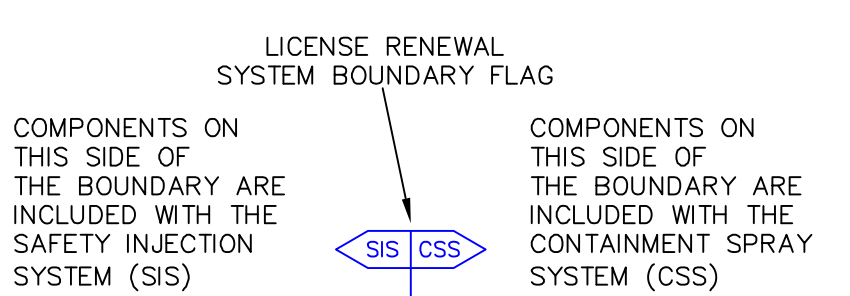 LICENSE RENEWAL
SYSTEM BOUNDARY FLAG
COMPONENTS ON
THIS SIDE OF
THE BOUNDARY ARE
INCLUDED WITH THE
SAFETY INJECTION
SYSTEM (SIS)
SIS CSS
COMPONENTS ON
THIS SIDE OF
THE BOUNDARY ARE
INCLUDED WITH THE
CONTAINMENT SPRAY
SYSTEM (CSS)